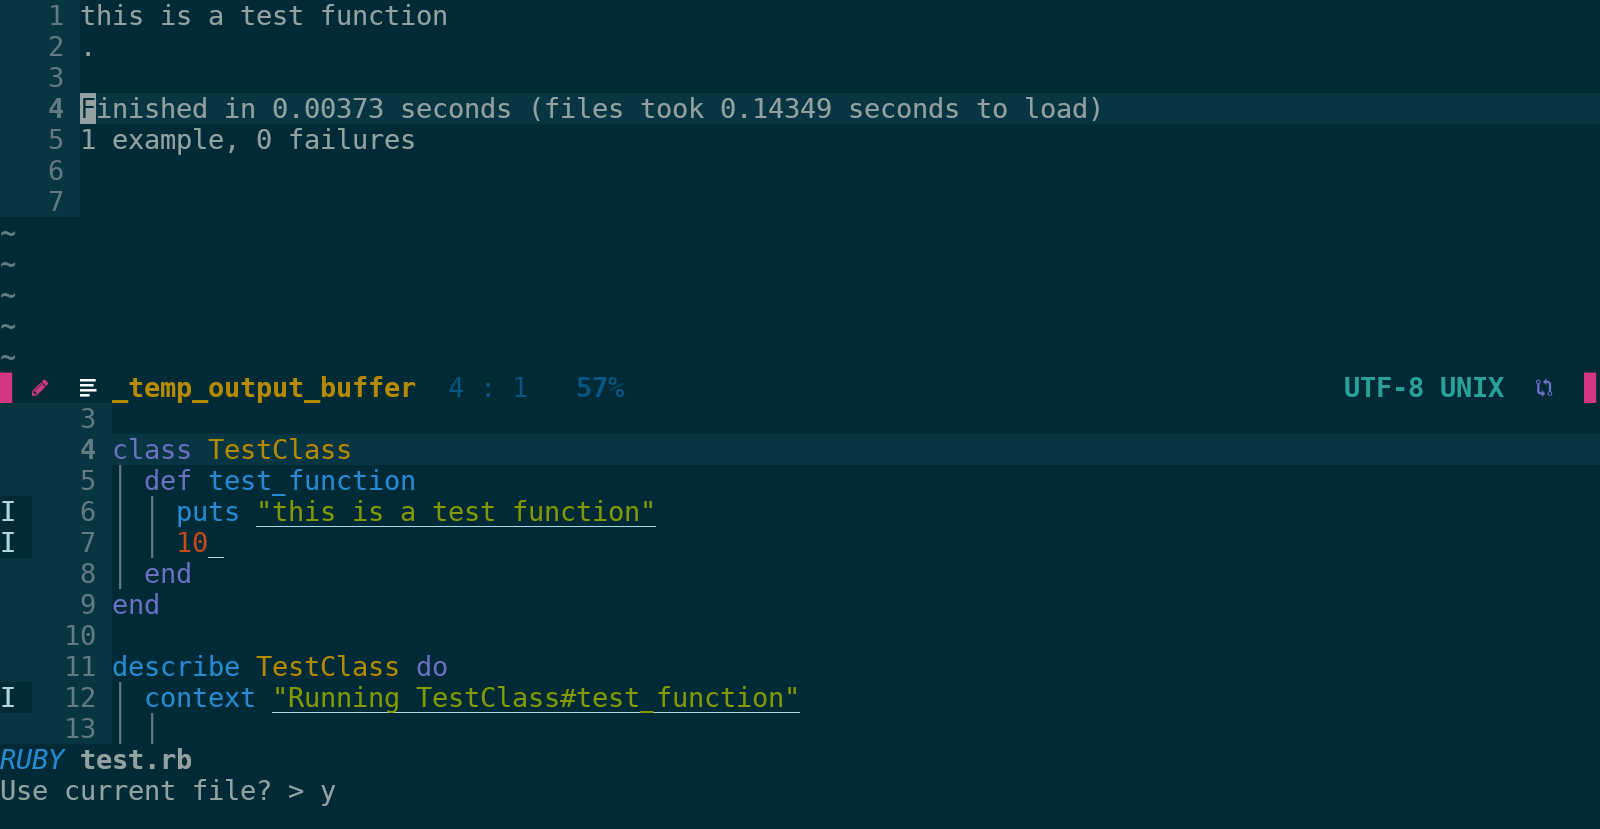 1 this is a test function
2 .
3
4 Finished in 0.00373 seconds (files took 0.14349 seconds to load)
5 1 example, 0 failures
6
7
~
~
~
~
~
_temp_output_buffer 4 : 1 57% UTF-8 UNIX
3
4 class TestClass
5 def test_function
I 6 puts "this is a test function"
I 7 10_
8 end
9 end
10
11 describe TestClass do
I 12 context "Running TestClass#test_function"
13
RUBY test.rb
Use current file? > y